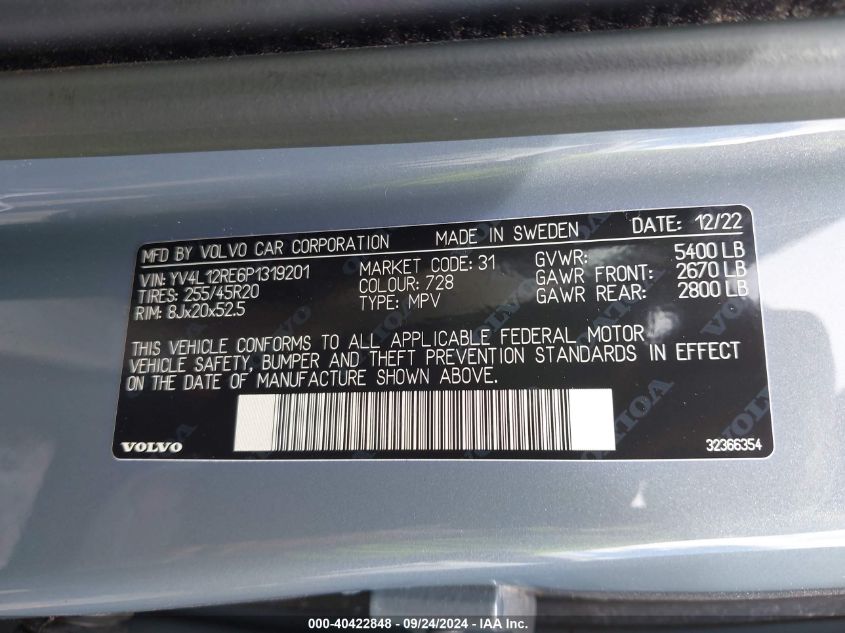 MFD BY VOLVO CAR CORPORATION MADE IN SWEDEN DATE: 12/22
VIN: YV4L12RE6P1319201 MARKET CODE: 31 GVWR: 5400 LB
TIRES: 255/45R20 COLOUR: 728 GAWR FRONT: 2670 LB
RIM: 8Jx20x52.5 TYPE: MPV GAWR REAR: 2800 LB
THIS VEHICLE CONFORMS TO ALL APPLICABLE FEDERAL MOTOR
VEHICLE SAFETY, BUMPER AND THEFT PREVENTION STANDARDS IN EFFECT
ON THE DATE OF MANUFACTURE SHOWN ABOVE.
VOLVO 32366354
000-40422848 - 09/24/2024 - IAA Inc.